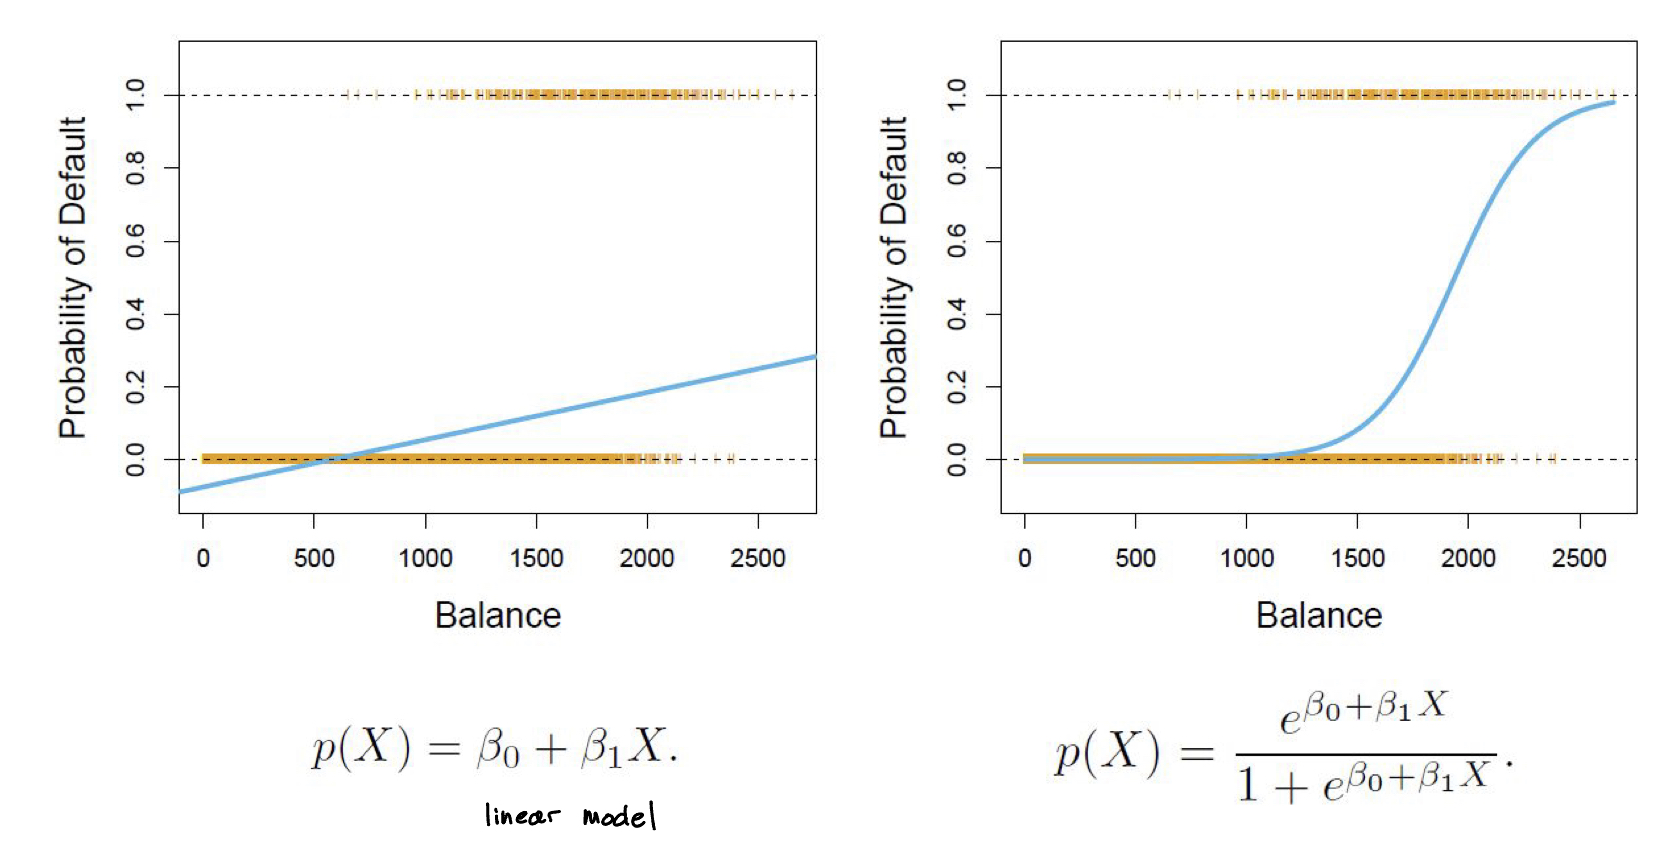 Probability of Default
1.0
0.8
0.6
0.4
0.2
0.0
0 500 1000 1500 2000 2500
Balance
p(X) = β₀ + β₁X.
linear model
Probability of Default
1.0
0.8
0.6
0.4
0.2
0.0
0 500 1000 1500 2000 2500
Balance
p(X) = e^{β₀+β₁X} / (1 + e^{β₀+β₁X}).